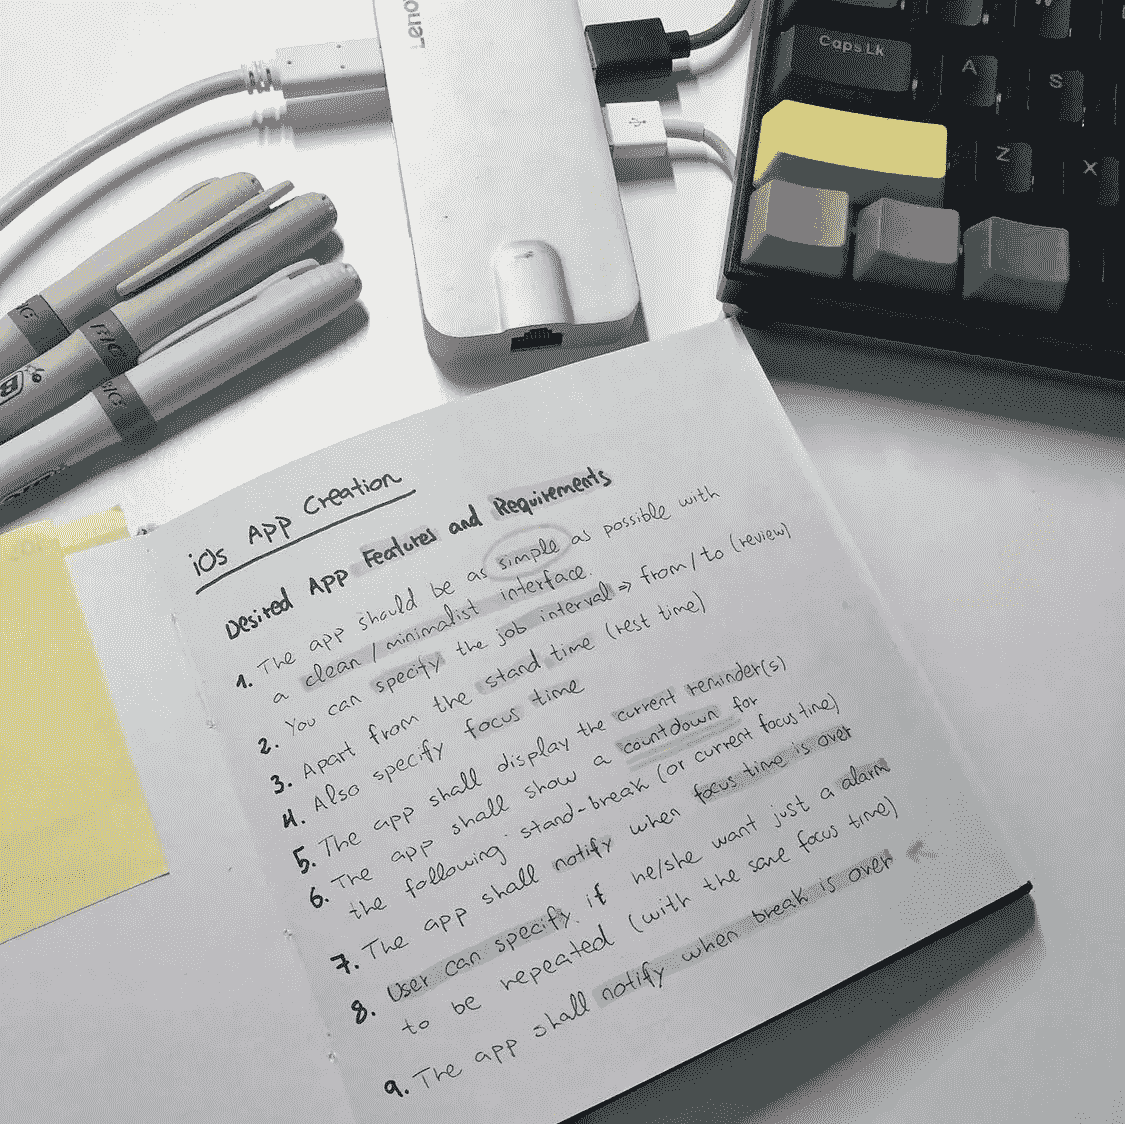 Leno
Caps Lk
A
S
Z
X
BIC
BIC
BIC
B
iOs App Creation
Desired App Features and Requirements
1. The app should be as simple as possible with
a clean / minimalist interface.
2. You can specify the job interval => from / to (review)
3. Apart from the stand time (rest time)
4. Also specify focus time
5. The app shall display the current reminder(s)
6. The app shall show a countdown for
the following stand-break (or current focus time)
7. The app shall notify when focus time is over
8. User can specify if he/she want just a alarm
to be repeated (with the same focus time)
9. The app shall notify when break is over